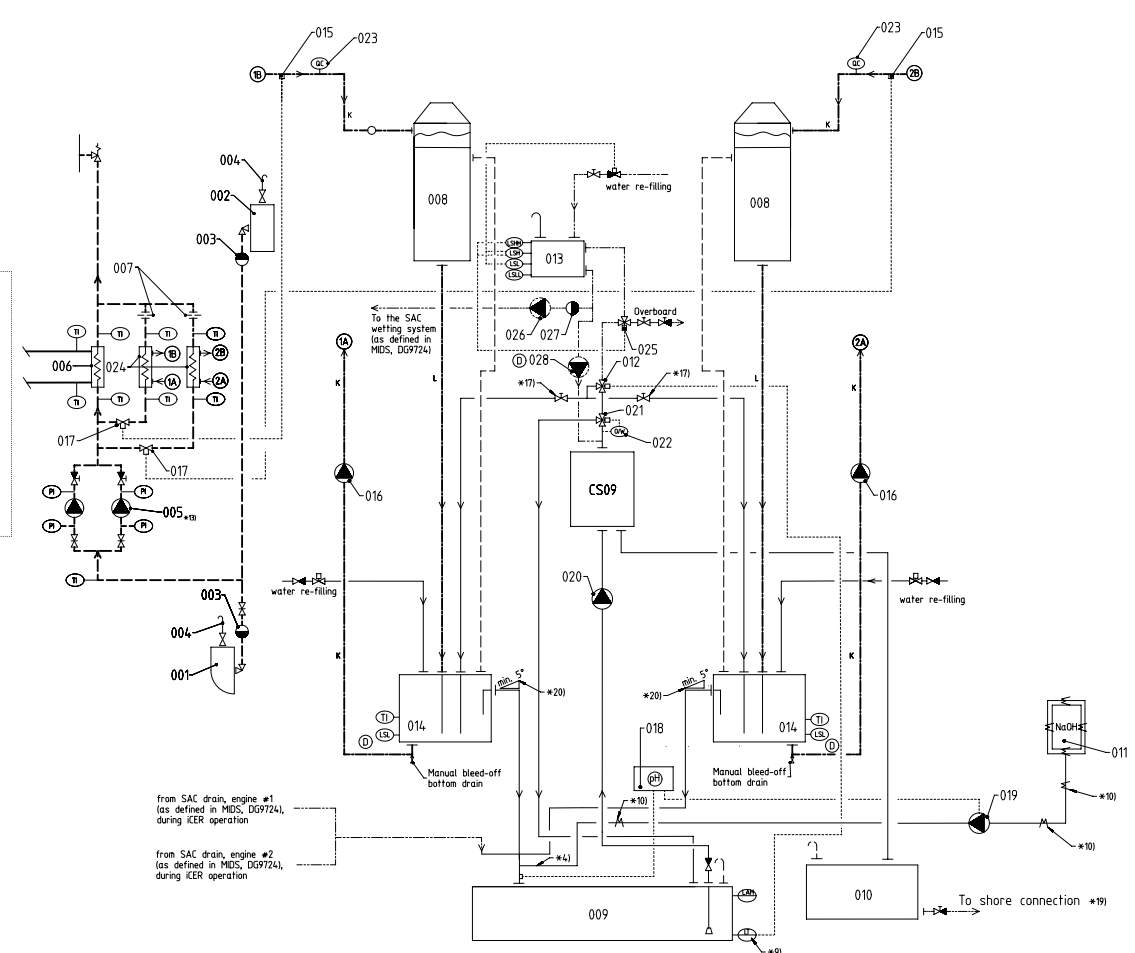 015
023
023
015
1B
QC
QC
2B
K
K
004
002
003
008
008
water re-filling
LSHH
LSH
LSL
LSLL
013
007
To the SAC
wetting system
(as defined in
MIDS, DG9724)
026
027
Overboard
025
TI
TI
TI
TI
1B
2B
006
024
1A
2A
TI
TI
TI
TI
1A
2A
D
028
012
*17)
*17)
K
L
L
K
021
O/W
022
017
017
CS09
016
016
PI
PI
005 *13)
PI
PI
TI
003
004
001
water re-filling
020
water re-filling
K
K
min. 5°
*20)
min. 5°
*20)
TI
LSL
014
D
014
TI
LSL
D
018
pH
NaOH
011
Manual bleed-off
bottom drain
Manual bleed-off
bottom drain
from SAC drain, engine #1
(as defined in MIDS, DG9724),
during iCER operation
*10)
019
*10)
*10)
from SAC drain, engine #2
(as defined in MIDS, DG9724),
during iCER operation
*4)
LAH
009
010
To shore connection *19)
LT
*9)